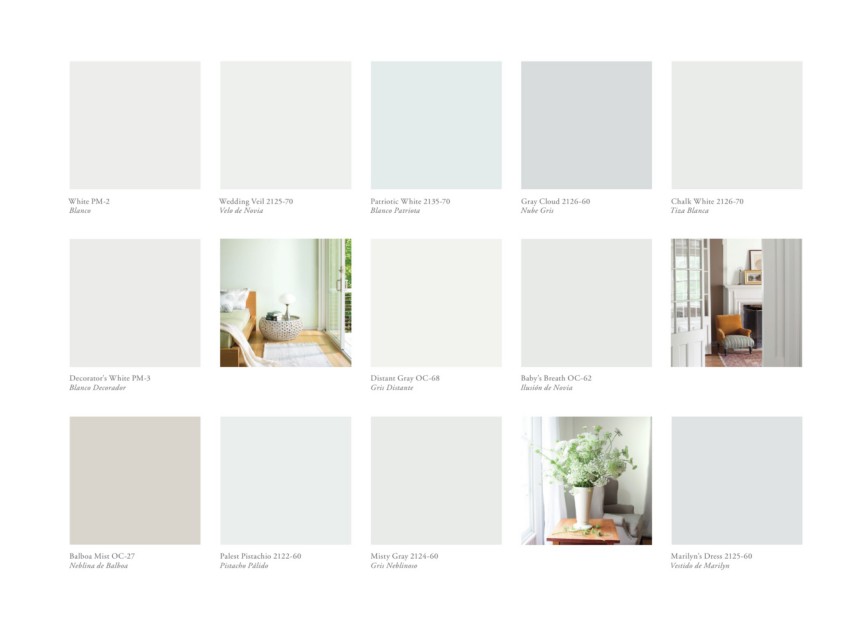 White PM-2
Blanco
Wedding Veil 2125-70
Velo de Novia
Patriotic White 2135-70
Blanco Patriota
Gray Cloud 2126-60
Nube Gris
Chalk White 2126-70
Tiza Blanca
Decorator's White PM-3
Blanco Decorador
Distant Gray OC-68
Gris Distante
Baby's Breath OC-62
Ilusión de Novia
Balboa Mist OC-27
Neblina de Balboa
Palest Pistachio 2122-60
Pistacho Pálido
Misty Gray 2124-60
Gris Neblinoso
Marilyn's Dress 2125-60
Vestido de Marilyn